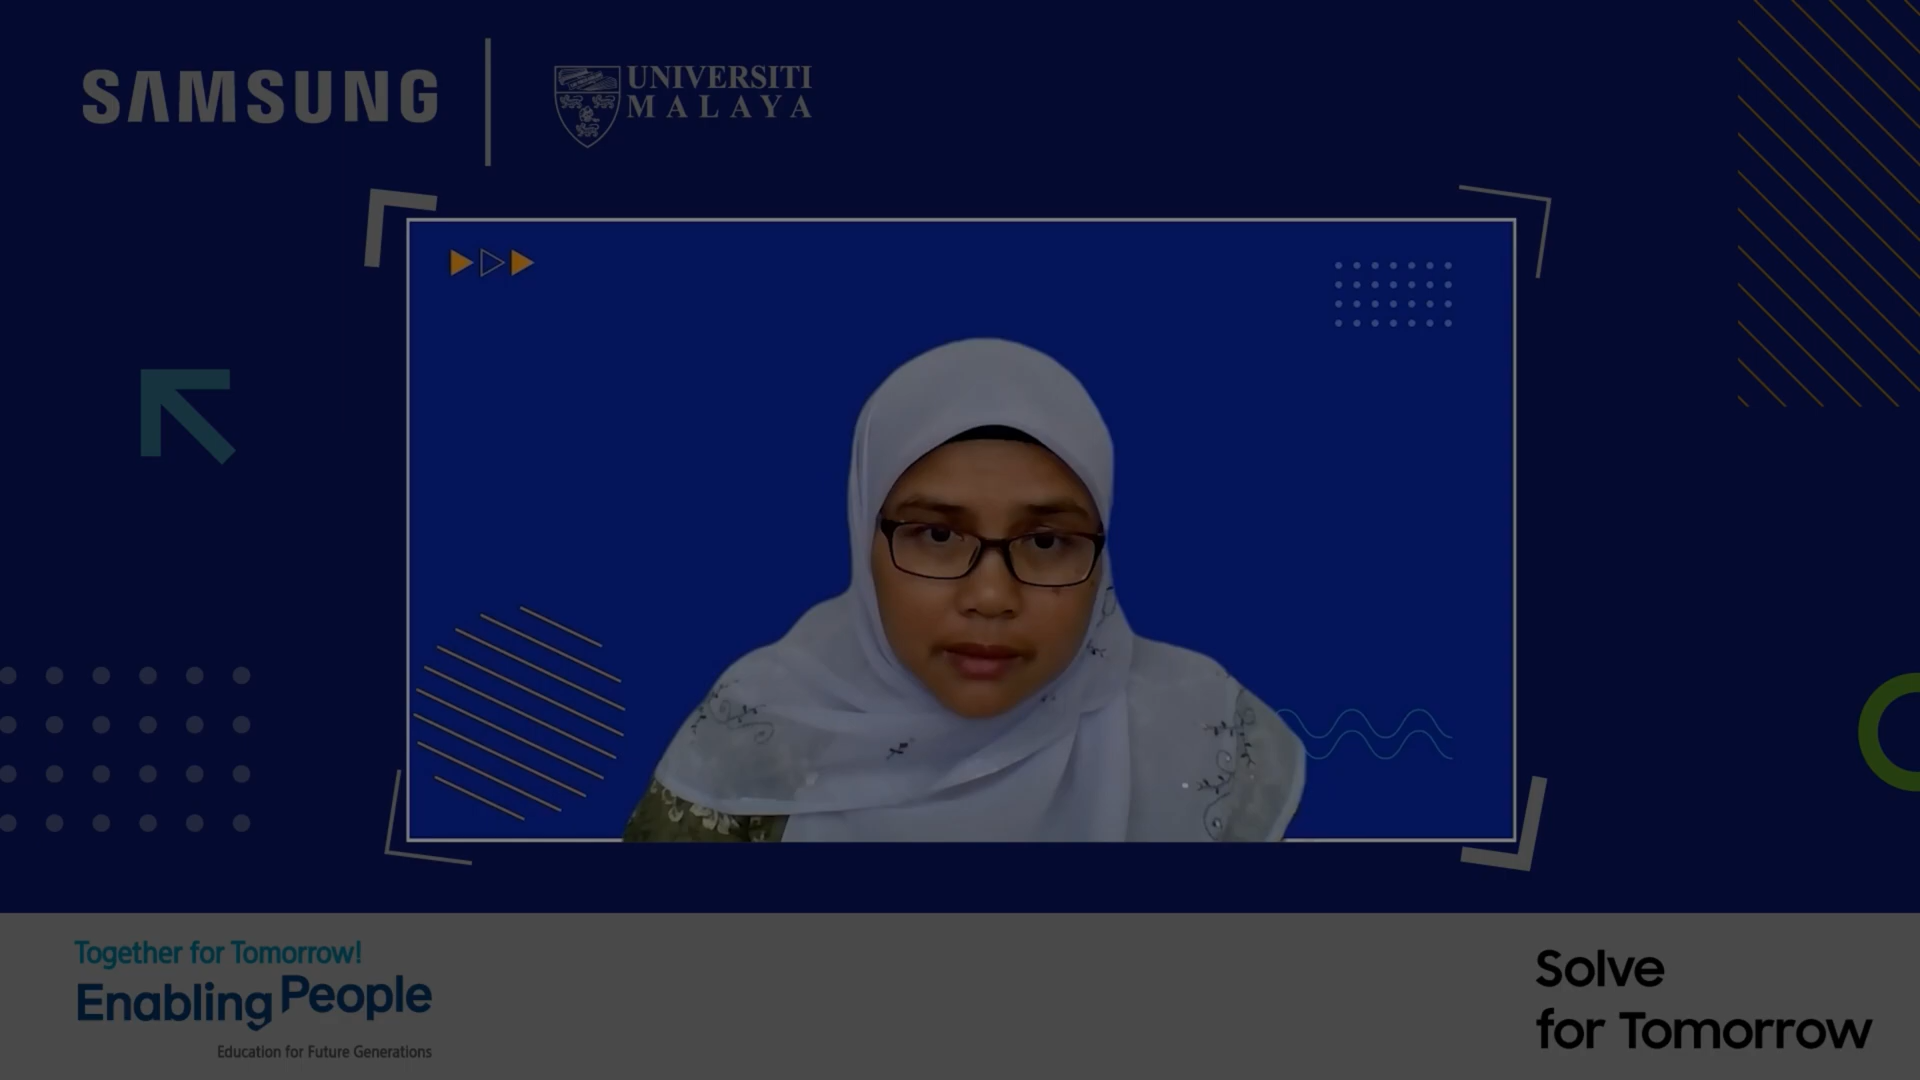 SAMSUNG
UNIVERSITI
MALAYA
Together for Tomorrow!
Enabling People
Education for Future Generations
Solve
for Tomorrow